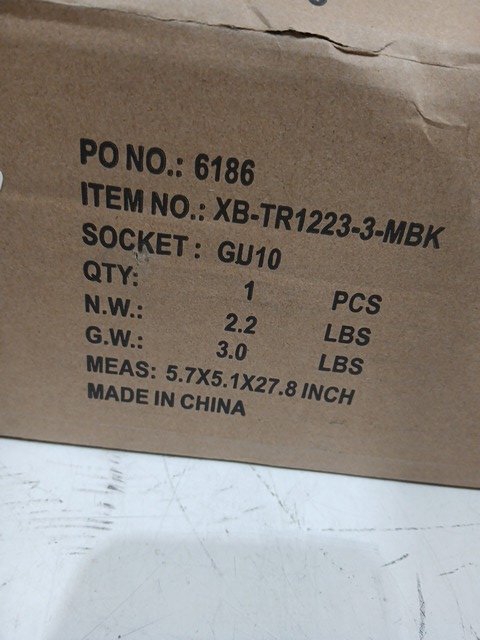 PO NO.: 6186
ITEM NO.: XB-TR1223-3-MBK
SOCKET: GU10
QTY: 1 PCS
N.W.: 2.2 LBS
G.W.: 3.0 LBS
MEAS: 5.7X5.1X27.8 INCH
MADE IN CHINA